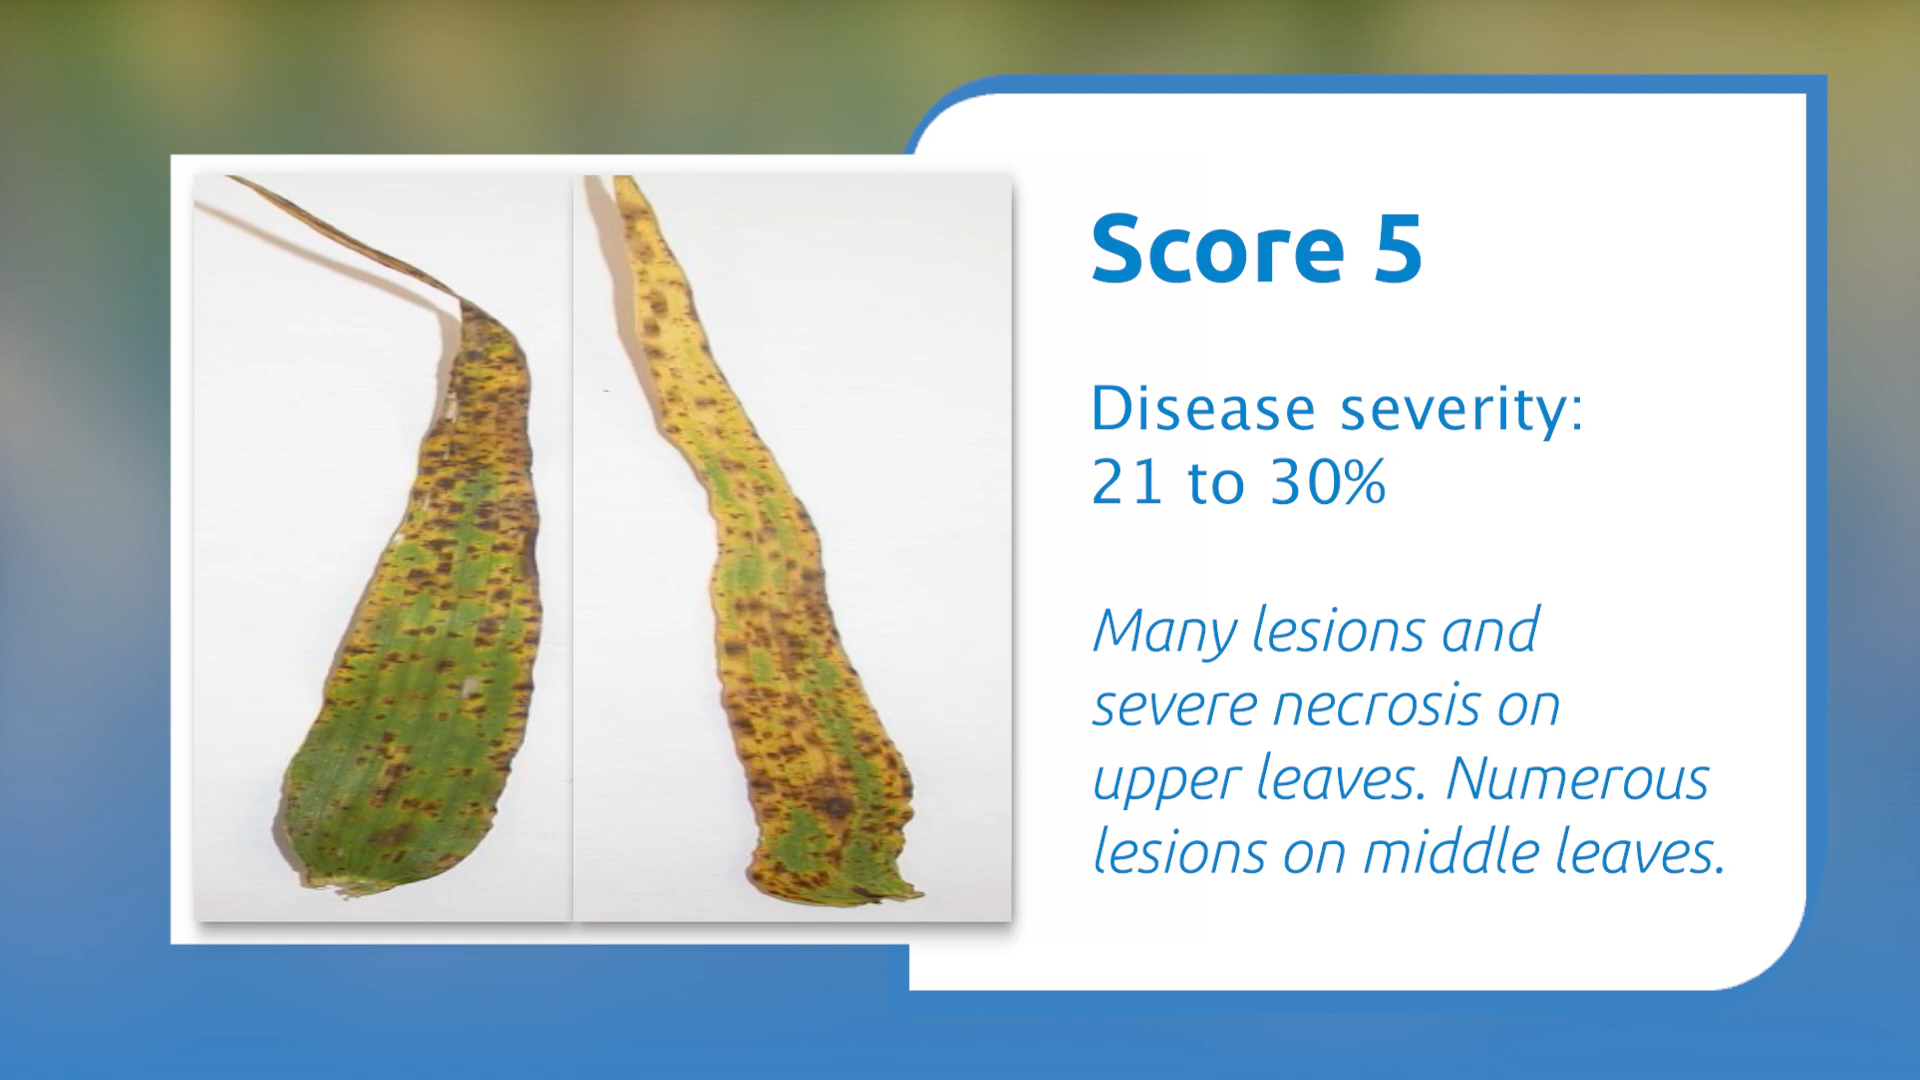 Score 5
Disease severity:
21 to 30%
Many lesions and
severe necrosis on
upper leaves. Numerous
lesions on middle leaves.